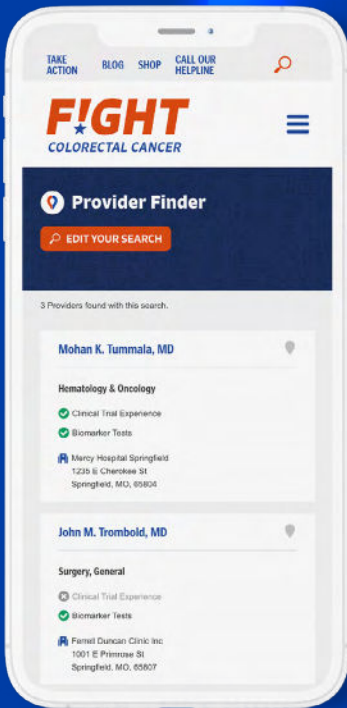 TAKE ACTION
BLOG
SHOP
CALL OUR HELPLINE
F!GHT
COLORECTAL CANCER
Provider Finder
EDIT YOUR SEARCH
3 Providers found with this search.
Mohan K. Tummala, MD
Hematology & Oncology
Clinical Trial Experience
Biomarker Tests
Mercy Hospital Springfield
1235 E Cherokee St
Springfield, MO, 65804
John M. Trombold, MD
Surgery, General
Clinical Trial Experience
Biomarker Tests
Ferrell Duncan Clinic Inc
1001 E Primrose St
Springfield, MO, 65807